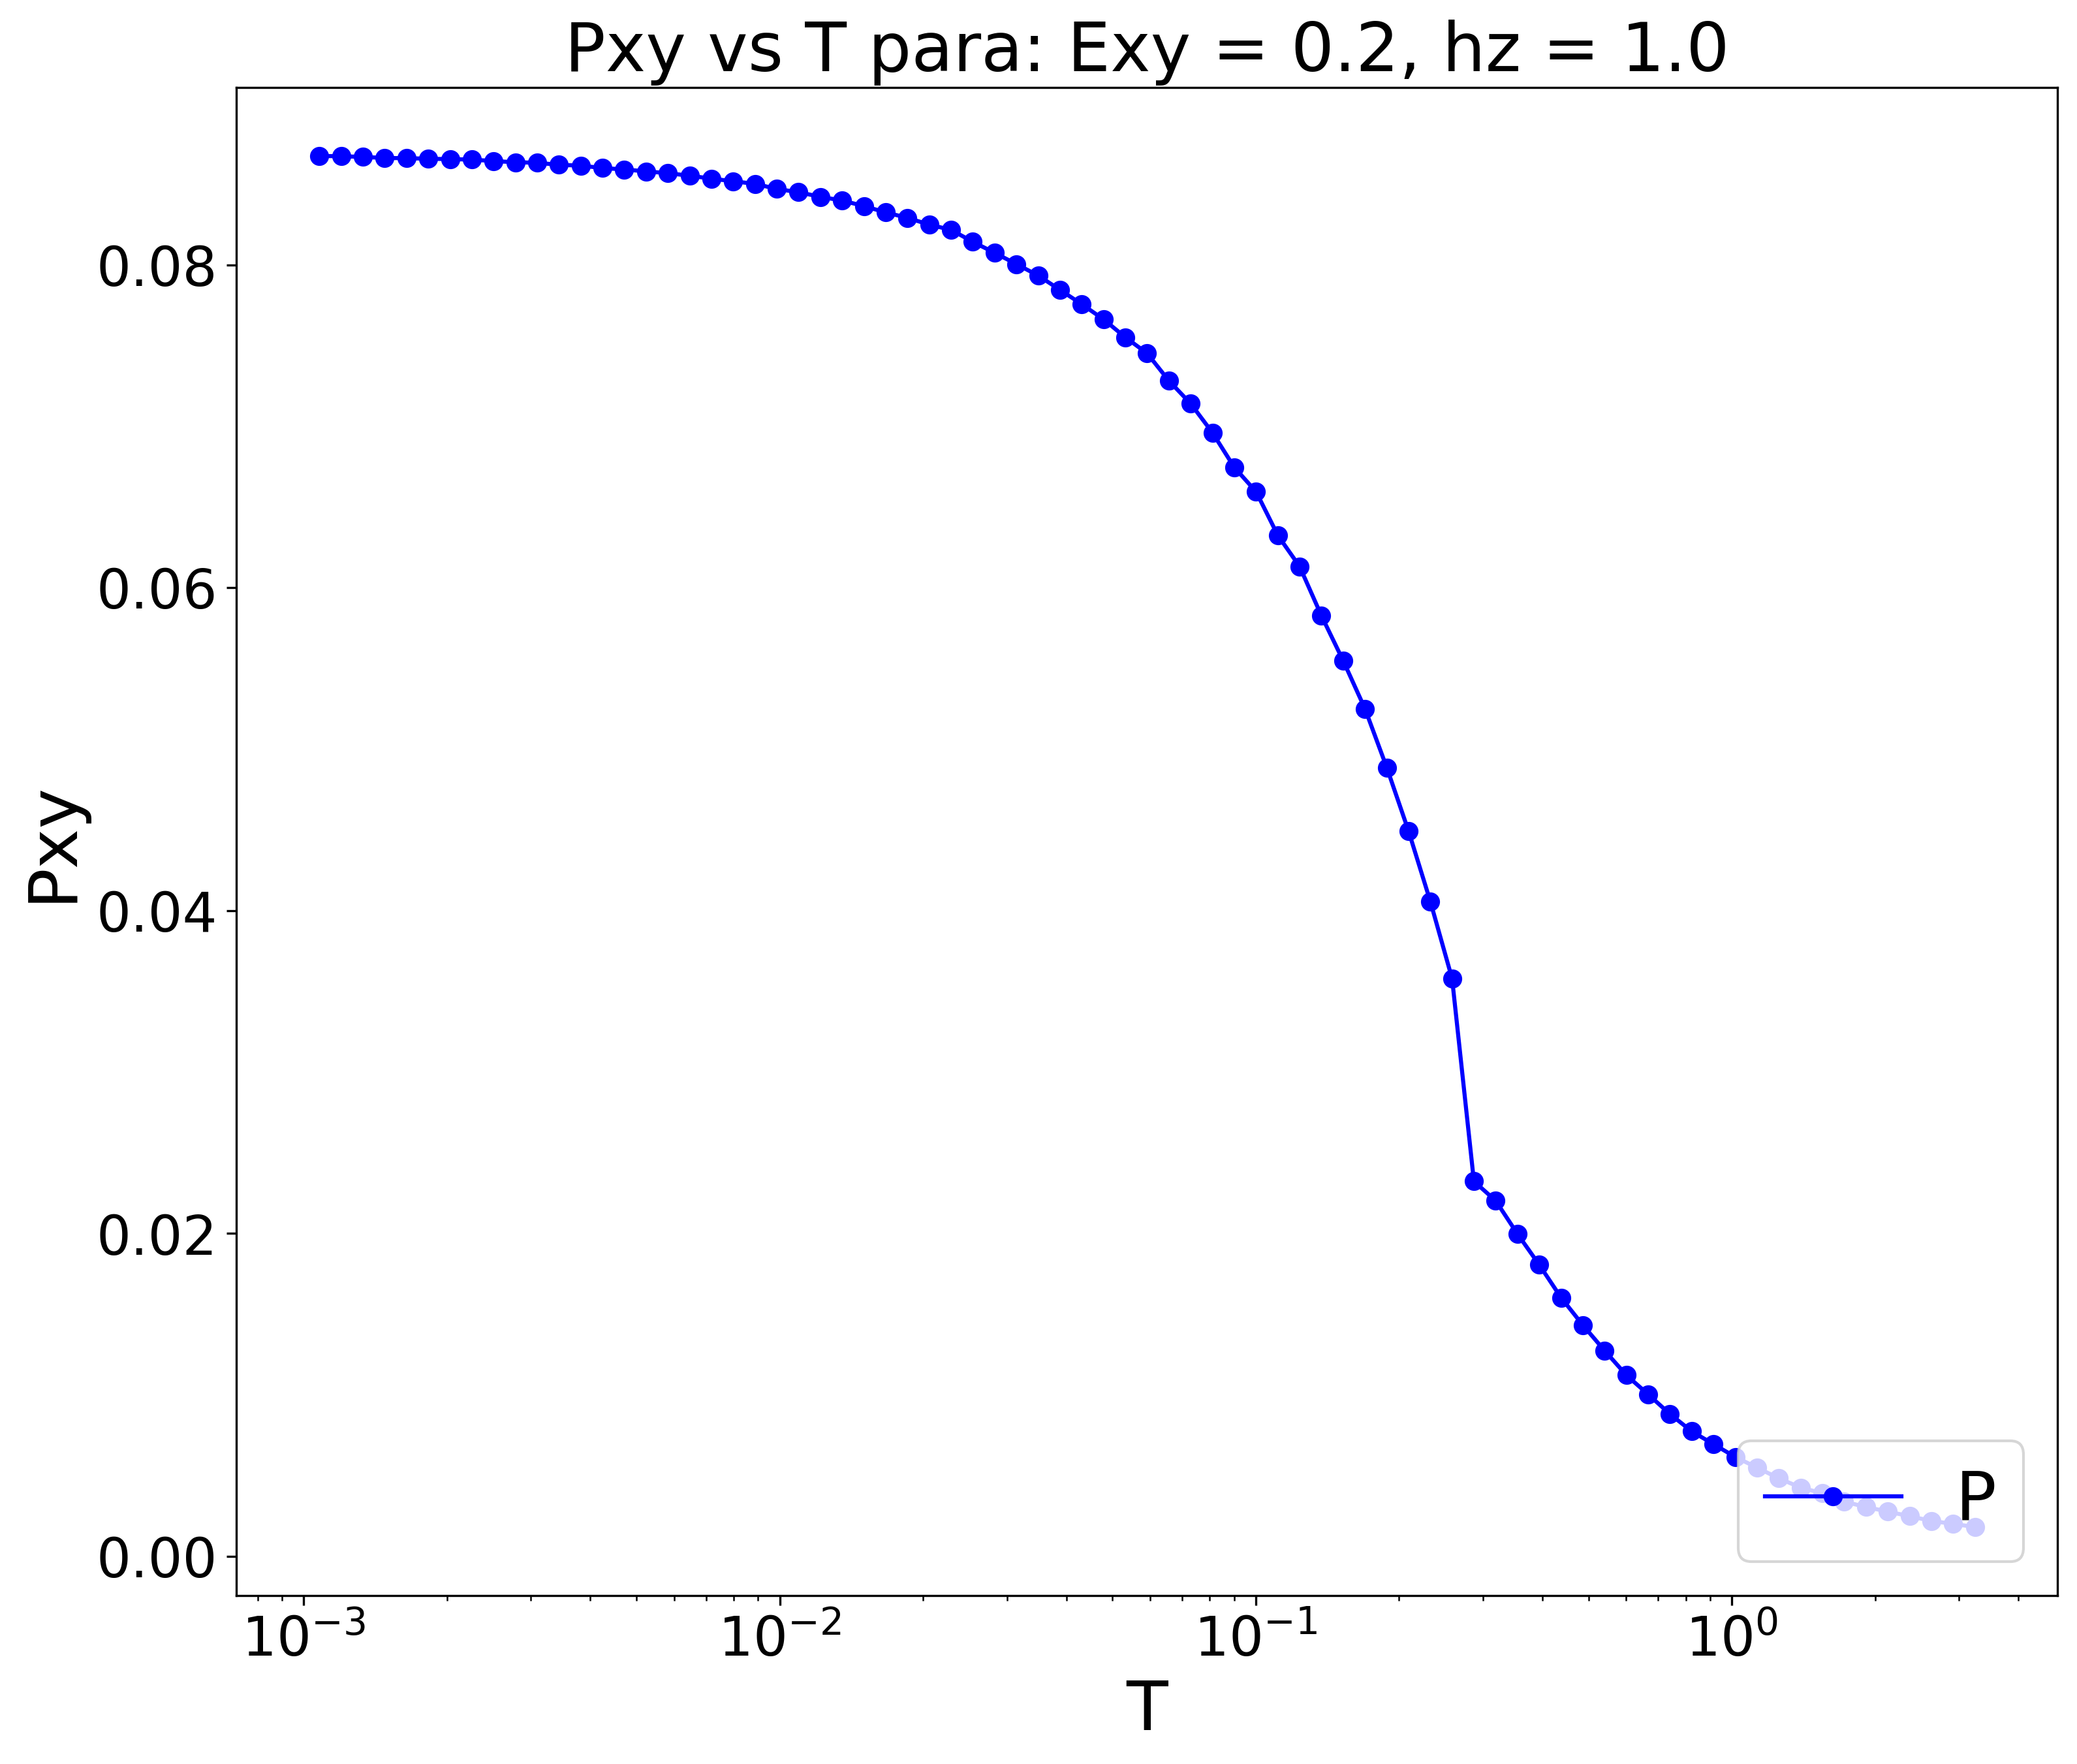 Pxy vs T para: Exy = 0.2, hz = 1.0
Pxy
0.08
0.06
0.04
0.02
0.00
10⁻³
10⁻²
10⁻¹
10⁰
T
P